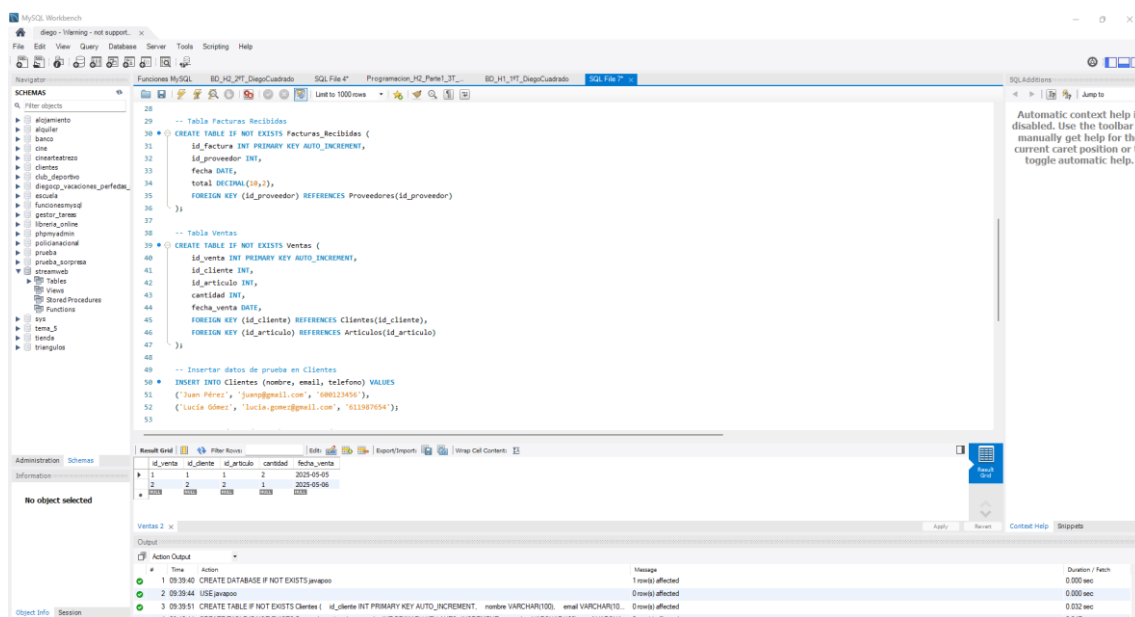 MySQL Workbench
diego - Warning - not support...
File Edit View Query Database Server Tools Scripting Help
Navigator
SCHEMAS
Filter objects
alojamiento
alquiler
banco
cine
cinearteatrezo
clientes
club_deportivo
diegocp_vacaciones_perfectas_
escuela
funcionesmysql
gestor_tareas
libreria_online
phpmyadmin
policianacional
prueba
prueba_sorpresa
streamweb
Tables
Views
Stored Procedures
Functions
sys
tema_5
tienda
triangulos
Administration Schemas
Information
No object selected
Object Info Session
Funciones MySQL BD_H2_2ºT_DiegoCuadrado SQL File 4* Programacion_H2_Parte1_3T_... BD_H1_1ºT_DiegoCuadrado SQL File 7*
Limit to 1000 rows
28
29 -- Tabla Facturas Recibidas
30 CREATE TABLE IF NOT EXISTS Facturas_Recibidas (
31 id_factura INT PRIMARY KEY AUTO_INCREMENT,
32 id_proveedor INT,
33 fecha DATE,
34 total DECIMAL(10,2),
35 FOREIGN KEY (id_proveedor) REFERENCES Proveedores(id_proveedor)
36 );
37
38 -- Tabla Ventas
39 CREATE TABLE IF NOT EXISTS Ventas (
40 id_venta INT PRIMARY KEY AUTO_INCREMENT,
41 id_cliente INT,
42 id_articulo INT,
43 cantidad INT,
44 fecha_venta DATE,
45 FOREIGN KEY (id_cliente) REFERENCES Clientes(id_cliente),
46 FOREIGN KEY (id_articulo) REFERENCES Articulos(id_articulo)
47 );
48
49 -- Insertar datos de prueba en Clientes
50 INSERT INTO Clientes (nombre, email, telefono) VALUES
51 ('Juan Pérez', 'juanp@gmail.com', '600123456'),
52 ('Lucía Gómez', 'lucia.gomez@gmail.com', '611987654');
53
Result Grid Filter Rows: Edit: Export/Import: Wrap Cell Content:
id_venta id_cliente id_articulo cantidad fecha_venta
1 1 1 2 2025-05-05
2 2 2 1 2025-05-06
NULL NULL NULL NULL NULL
Result Grid
Ventas 2 Apply Revert
Output
Action Output
# Time Action Message Duration / Fetch
1 09:39:40 CREATE DATABASE IF NOT EXISTS javapoo 1 row(s) affected 0.000 sec
2 09:39:44 USE javapoo 0 row(s) affected 0.000 sec
3 09:39:51 CREATE TABLE IF NOT EXISTS Clientes ( id_cliente INT PRIMARY KEY AUTO_INCREMENT, nombre VARCHAR(100), email VARCHAR(10... 0 row(s) affected 0.032 sec
SQLAdditions
Jump to
Automatic context help i
disabled. Use the toolbar
manually get help for th
current caret position or t
toggle automatic help.
Context Help Snippets